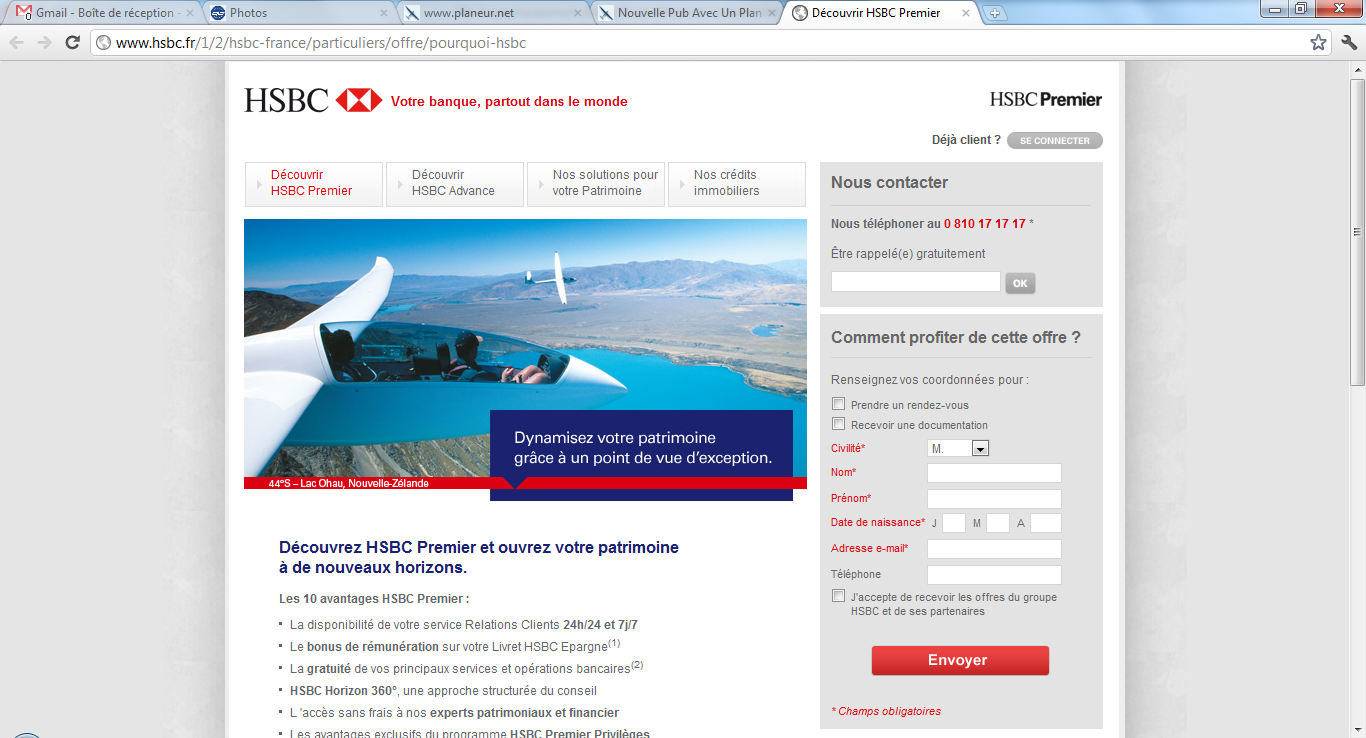 Gmail - Boîte de réception -
Photos
www.planeur.net
Nouvelle Pub Avec Un Plan
Découvrir HSBC Premier
www.hsbc.fr/1/2/hsbc-france/particuliers/offre/pourquoi-hsbc
HSBC
Votre banque, partout dans le monde
HSBC Premier
Déjà client ? SE CONNECTER
Découvrir
HSBC Premier
Découvrir
HSBC Advance
Nos solutions pour
votre Patrimoine
Nos crédits
immobiliers
Dynamisez votre patrimoine
grâce à un point de vue d'exception.
44°S – Lac Ohau, Nouvelle-Zélande
Découvrez HSBC Premier et ouvrez votre patrimoine
à de nouveaux horizons.
Les 10 avantages HSBC Premier :
La disponibilité de votre service Relations Clients 24h/24 et 7j/7
Le bonus de rémunération sur votre Livret HSBC Epargne(1)
La gratuité de vos principaux services et opérations bancaires(2)
HSBC Horizon 360°, une approche structurée du conseil
L 'accès sans frais à nos experts patrimoniaux et financier
Les avantages exclusifs du programme HSBC Premier Privilèges
Nous contacter
Nous téléphoner au 0 810 17 17 17 *
Être rappelé(e) gratuitement
OK
Comment profiter de cette offre ?
Renseignez vos coordonnées pour :
Prendre un rendez-vous
Recevoir une documentation
Civilité* M.
Nom*
Prénom*
Date de naissance* J M A
Adresse e-mail*
Téléphone
J'accepte de recevoir les offres du groupe
HSBC et de ses partenaires
Envoyer
* Champs obligatoires